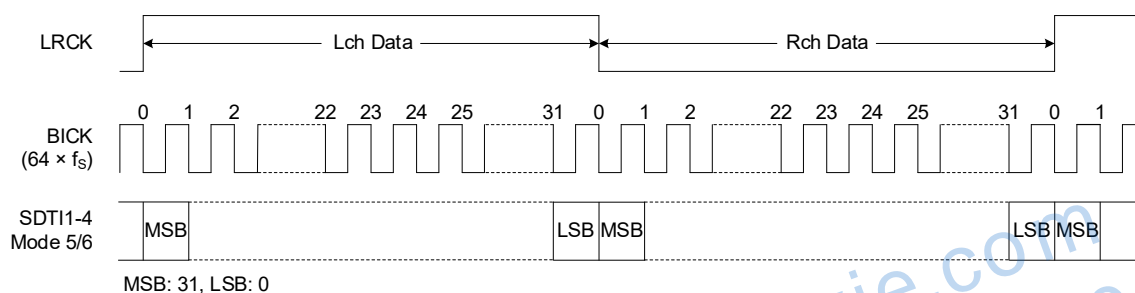 LRCK
Lch Data
Rch Data
0 1 2 22 23 24 25 31 0 1 2 22 23 24 25 31 0 1
BICK
(64 × fS)
SDTI1-4
Mode 5/6
MSB LSB MSB LSB MSB
MSB: 31, LSB: 0